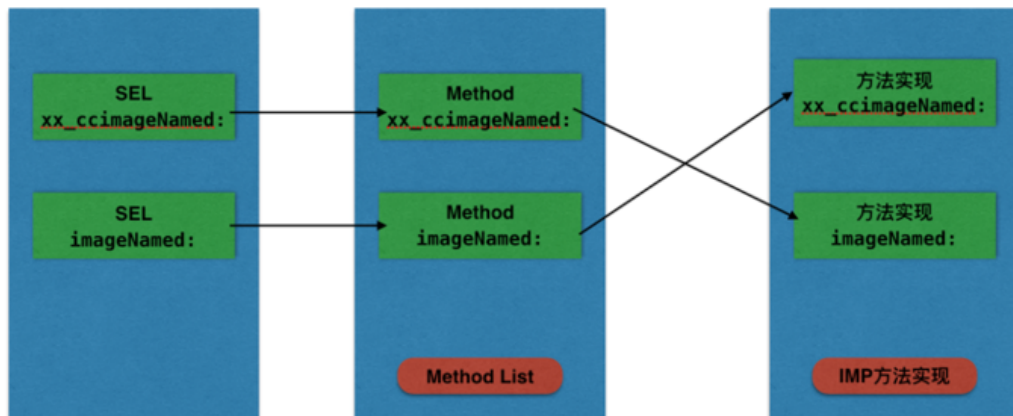 SEL
xx_ccimageNamed:
SEL
imageNamed:
Method
xx_ccimageNamed:
Method
imageNamed:
Method List
方法实现
xx_ccimageNamed:
方法实现
imageNamed:
IMP方法实现